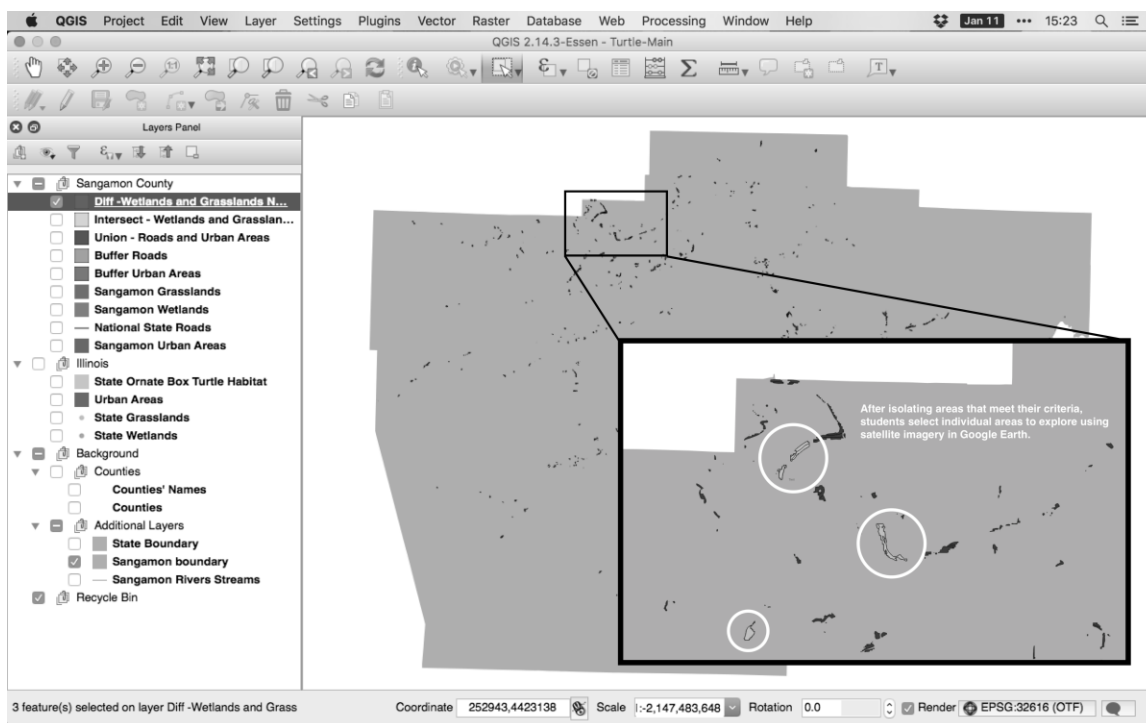 QGIS Project Edit View Layer Settings Plugins Vector Raster Database Web Processing Window Help Jan 11 15:23
QGIS 2.14.3-Essen - Turtle-Main
Layers Panel
Sangamon County
Diff -Wetlands and Grasslands N...
Intersect - Wetlands and Grasslan...
Union - Roads and Urban Areas
Buffer Roads
Buffer Urban Areas
Sangamon Grasslands
Sangamon Wetlands
National State Roads
Sangamon Urban Areas
Illinois
State Ornate Box Turtle Habitat
Urban Areas
State Grasslands
State Wetlands
Background
Counties
Counties' Names
Counties
Additional Layers
State Boundary
Sangamon boundary
Sangamon Rivers Streams
Recycle Bin
After isolating areas that meet their criteria,
students select individual areas to explore using
satellite imagery in Google Earth.
3 feature(s) selected on layer Diff -Wetlands and Grass Coordinate 252943,4423138 Scale l:-2,147,483,648 Rotation 0.0 Render EPSG:32616 (OTF)